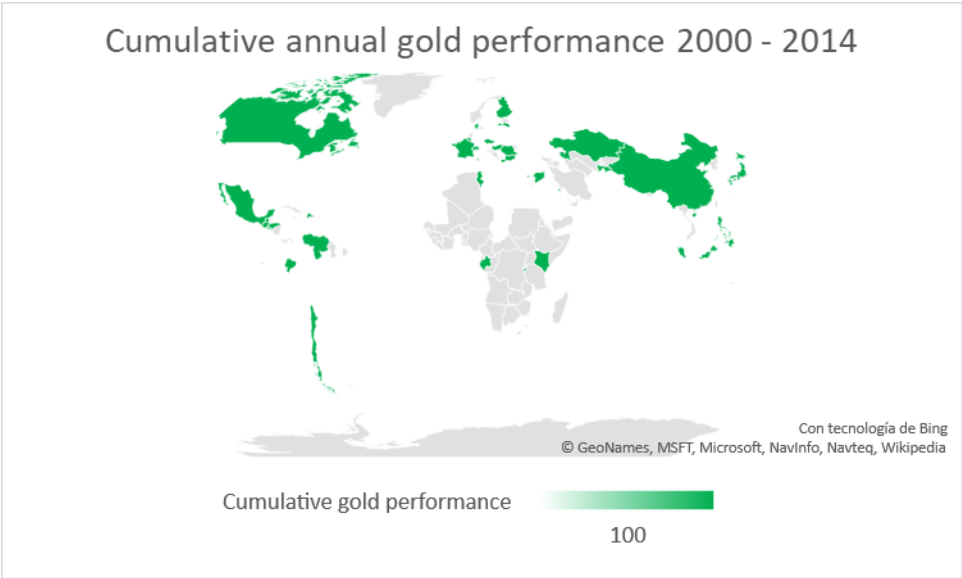 Cumulative annual gold performance 2000 - 2014
Con tecnología de Bing
© GeoNames, MSFT, Microsoft, NavInfo, Navteq, Wikipedia
Cumulative gold performance
100